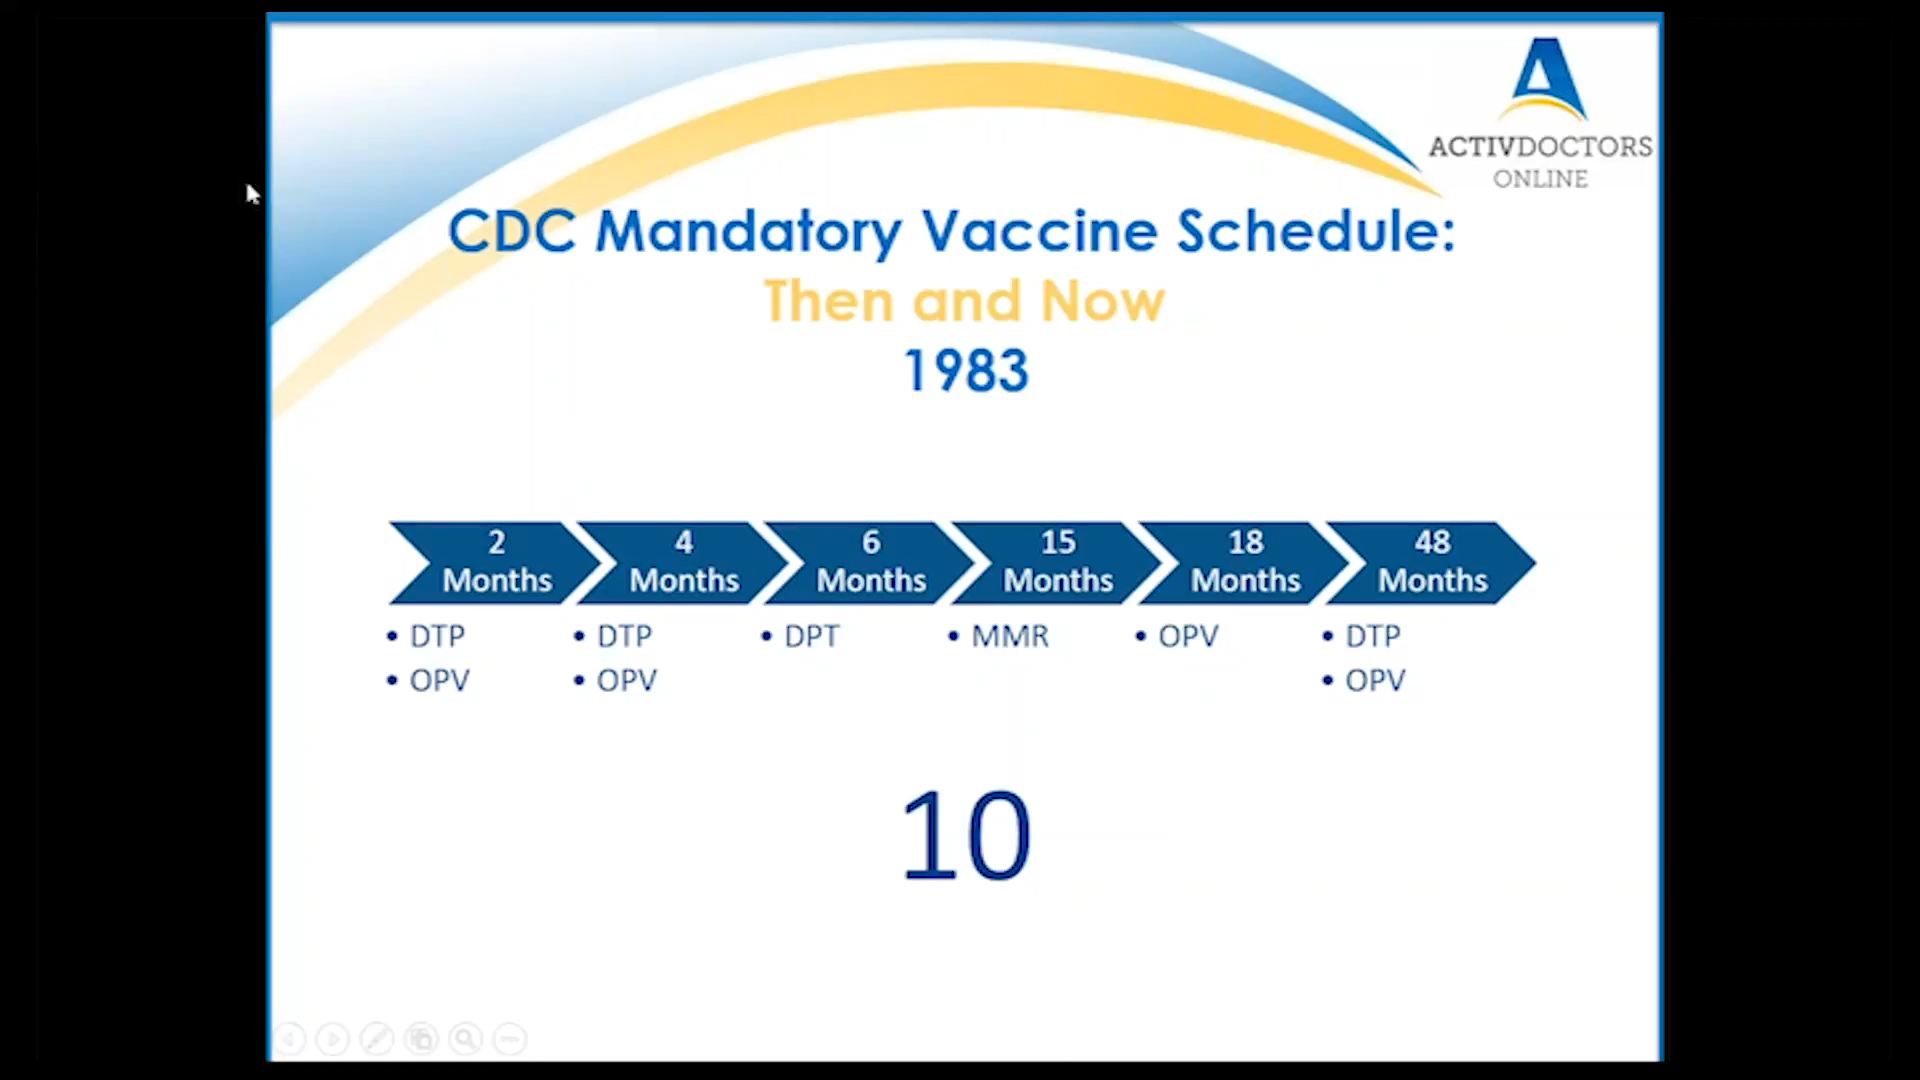 ACTIVDOCTORS
ONLINE
CDC Mandatory Vaccine Schedule:
Then and Now
1983
2 Months
• DTP
• OPV
4 Months
• DTP
• OPV
6 Months
• DPT
15 Months
• MMR
18 Months
• OPV
48 Months
• DTP
• OPV
10